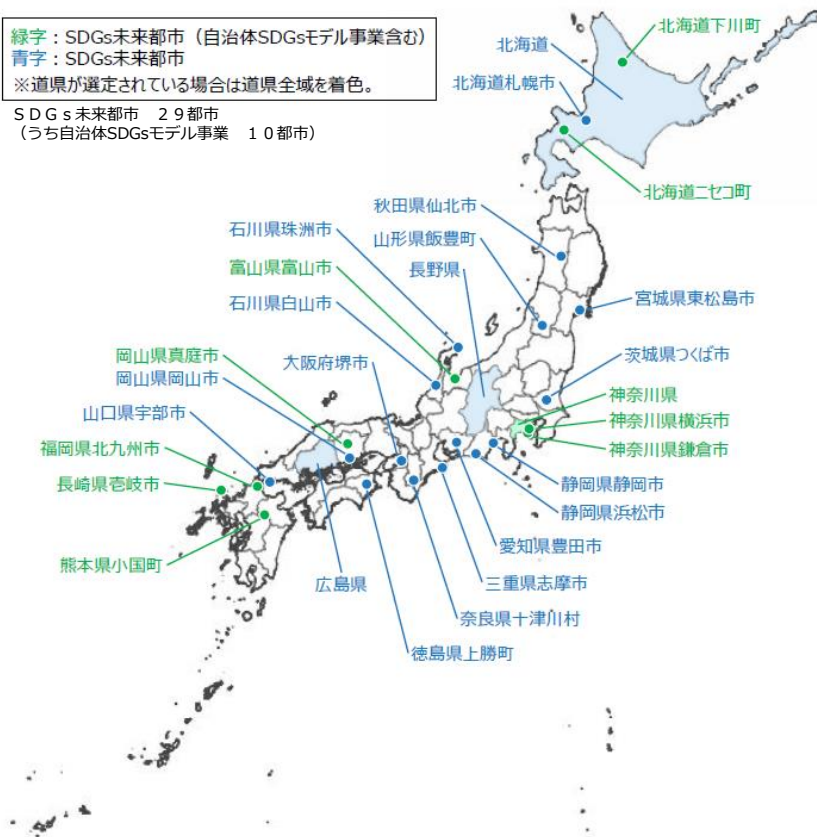 緑字：SDGs未来都市（自治体SDGsモデル事業含む）
青字：SDGs未来都市
※道県が選定されている場合は道県全域を着色。
ＳＤＧｓ未来都市　２９都市
（うち自治体SDGsモデル事業　１０都市）
北海道下川町
北海道
北海道札幌市
北海道ニセコ町
秋田県仙北市
石川県珠洲市
山形県飯豊町
富山県富山市
長野県
宮城県東松島市
石川県白山市
岡山県真庭市
大阪府堺市
茨城県つくば市
岡山県岡山市
神奈川県
山口県宇部市
神奈川県横浜市
福岡県北九州市
神奈川県鎌倉市
長崎県壱岐市
静岡県静岡市
静岡県浜松市
愛知県豊田市
熊本県小国町
広島県
三重県志摩市
奈良県十津川村
徳島県上勝町